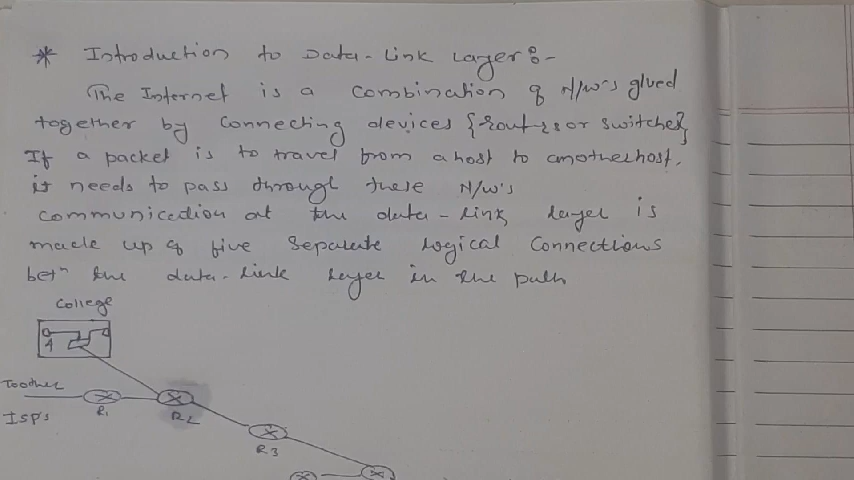 * Introduction to Data-Link Layer :-
The Internet is a combination of N/W's glued
together by connecting devices {routers or switches}
If a packet is to travel from a host to another host,
it needs to pass through these N/W's
communication at the data-link layer is
made up of five separate logical connections
betn the data-link layer in the path
College
A
To other
ISP's
R1
R2
R3